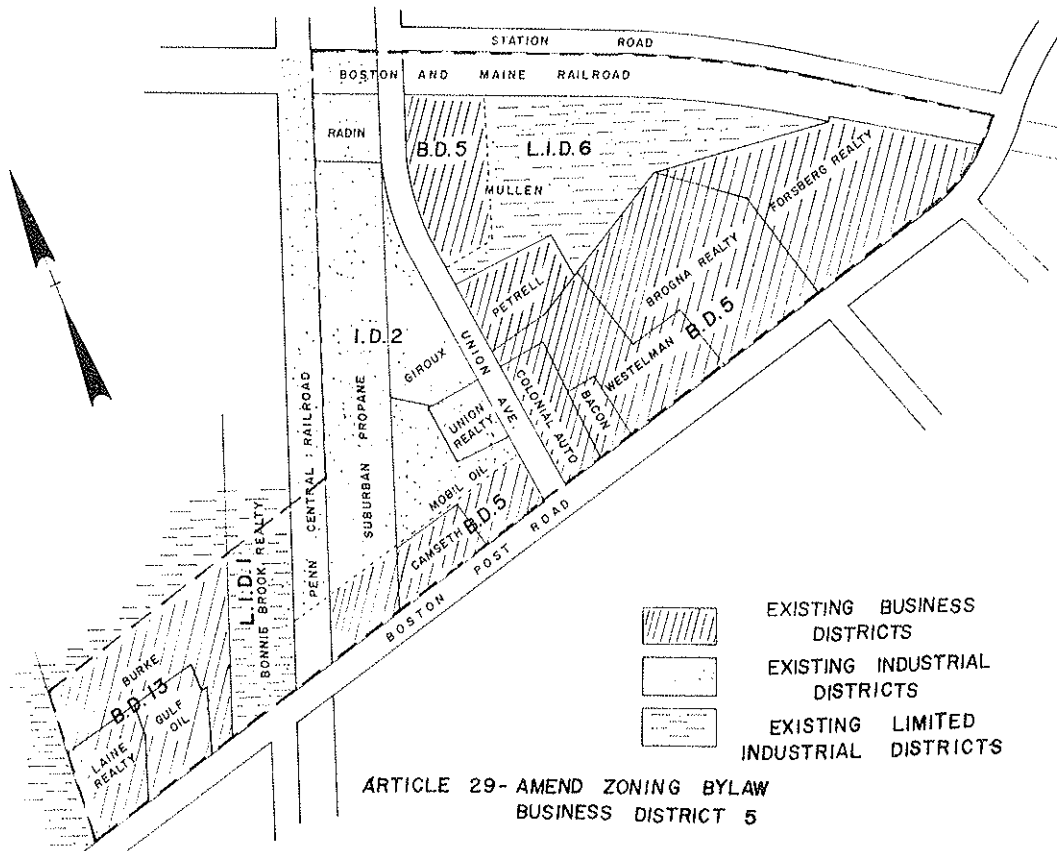 STATION ROAD
BOSTON AND MAINE RAILROAD
RADIN
B.D.5
L.I.D.6
MULLEN
FORSBERG REALTY
BROGNA REALTY
B.D.5
PETRELL
WESTELMAN
I.D.2
GIROUX
UNION AVE
COLONIAL AUTO
BACON
UNION
REALTY
PENN CENTRAL RAILROAD
SUBURBAN PROPANE
MOBIL OIL
CAMSETH
B.D.5
BOSTON POST ROAD
L.I.D.1
BONNIE BROOK REALTY
BURKE
B.D.13
GULF
OIL
LAINE
REALTY
EXISTING BUSINESS
DISTRICTS
EXISTING INDUSTRIAL
DISTRICTS
EXISTING LIMITED
INDUSTRIAL DISTRICTS
ARTICLE 29- AMEND ZONING BYLAW
BUSINESS DISTRICT 5